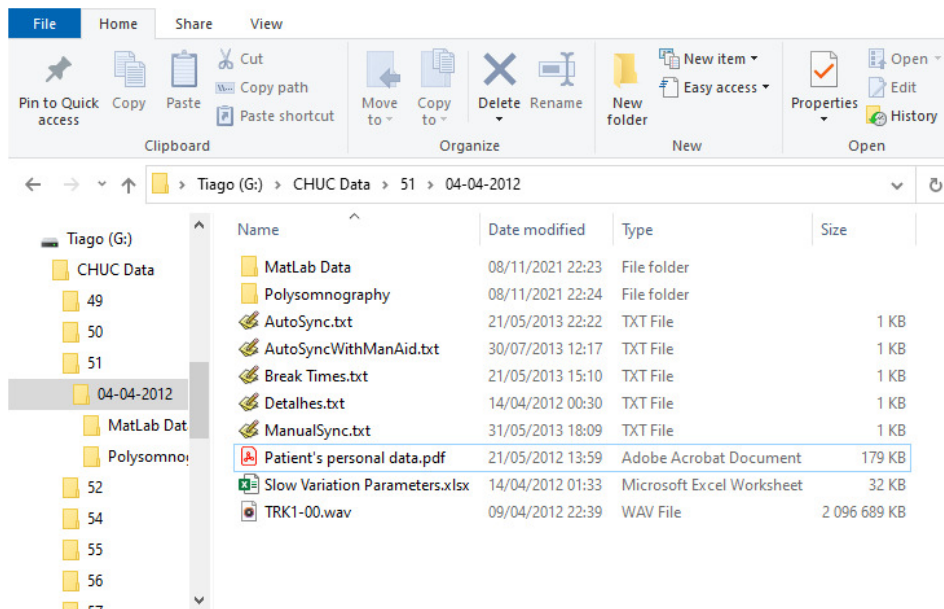 File Home Share View
Cut
Copy path
Paste shortcut
Pin to Quick access
Copy
Paste
Clipboard
Move to
Copy to
Delete
Rename
Organize
New folder
New item
Easy access
New
Properties
Open
Edit
History
Open
Tiago (G:) > CHUC Data > 51 > 04-04-2012
Tiago (G:)
CHUC Data
49
50
51
04-04-2012
MatLab Dat
Polysomno
52
54
55
56
57
Name Date modified Type Size
MatLab Data 08/11/2021 22:23 File folder
Polysomnography 08/11/2021 22:24 File folder
AutoSync.txt 21/05/2013 22:22 TXT File 1 KB
AutoSyncWithManAid.txt 30/07/2013 12:17 TXT File 1 KB
Break Times.txt 21/05/2013 15:10 TXT File 1 KB
Detalhes.txt 14/04/2012 00:30 TXT File 1 KB
ManualSync.txt 31/05/2013 18:09 TXT File 1 KB
Patient's personal data.pdf 21/05/2012 13:59 Adobe Acrobat Document 179 KB
Slow Variation Parameters.xlsx 14/04/2012 01:33 Microsoft Excel Worksheet 32 KB
TRK1-00.wav 09/04/2012 22:39 WAV File 2 096 689 KB